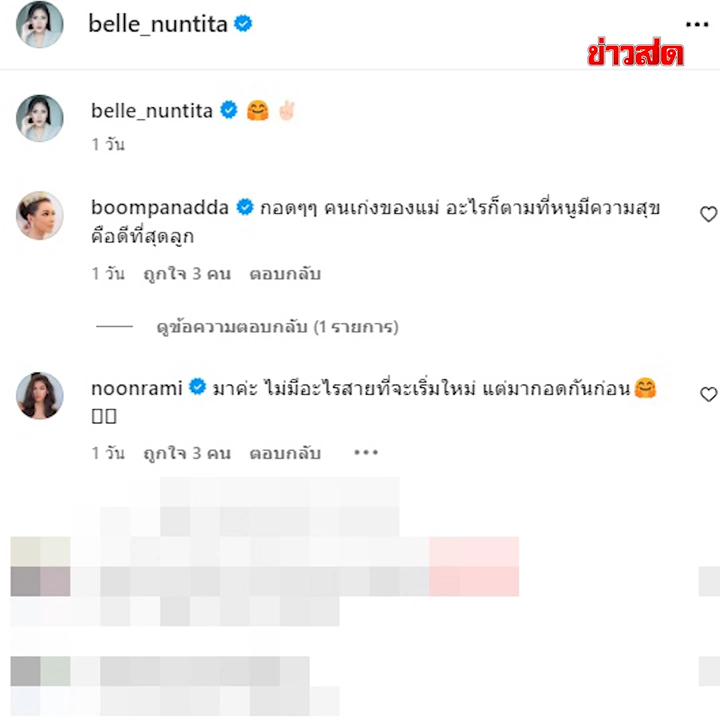 belle_nuntita
ข่าวสด
belle_nuntita 🤗✌🏻
1 วัน
boompanadda กอดๆๆ คนเก่งของแม่ อะไรก็ตามที่หนูมีความสุข
คือดีที่สุดลูก
1 วัน ถูกใจ 3 คน ตอบกลับ
ดูข้อความตอบกลับ (1 รายการ)
noonrami มาค่ะ ไม่มีอะไรสายที่จะเริ่มใหม่ แต่มากอดกันก่อน🤗
1 วัน ถูกใจ 3 คน ตอบกลับ